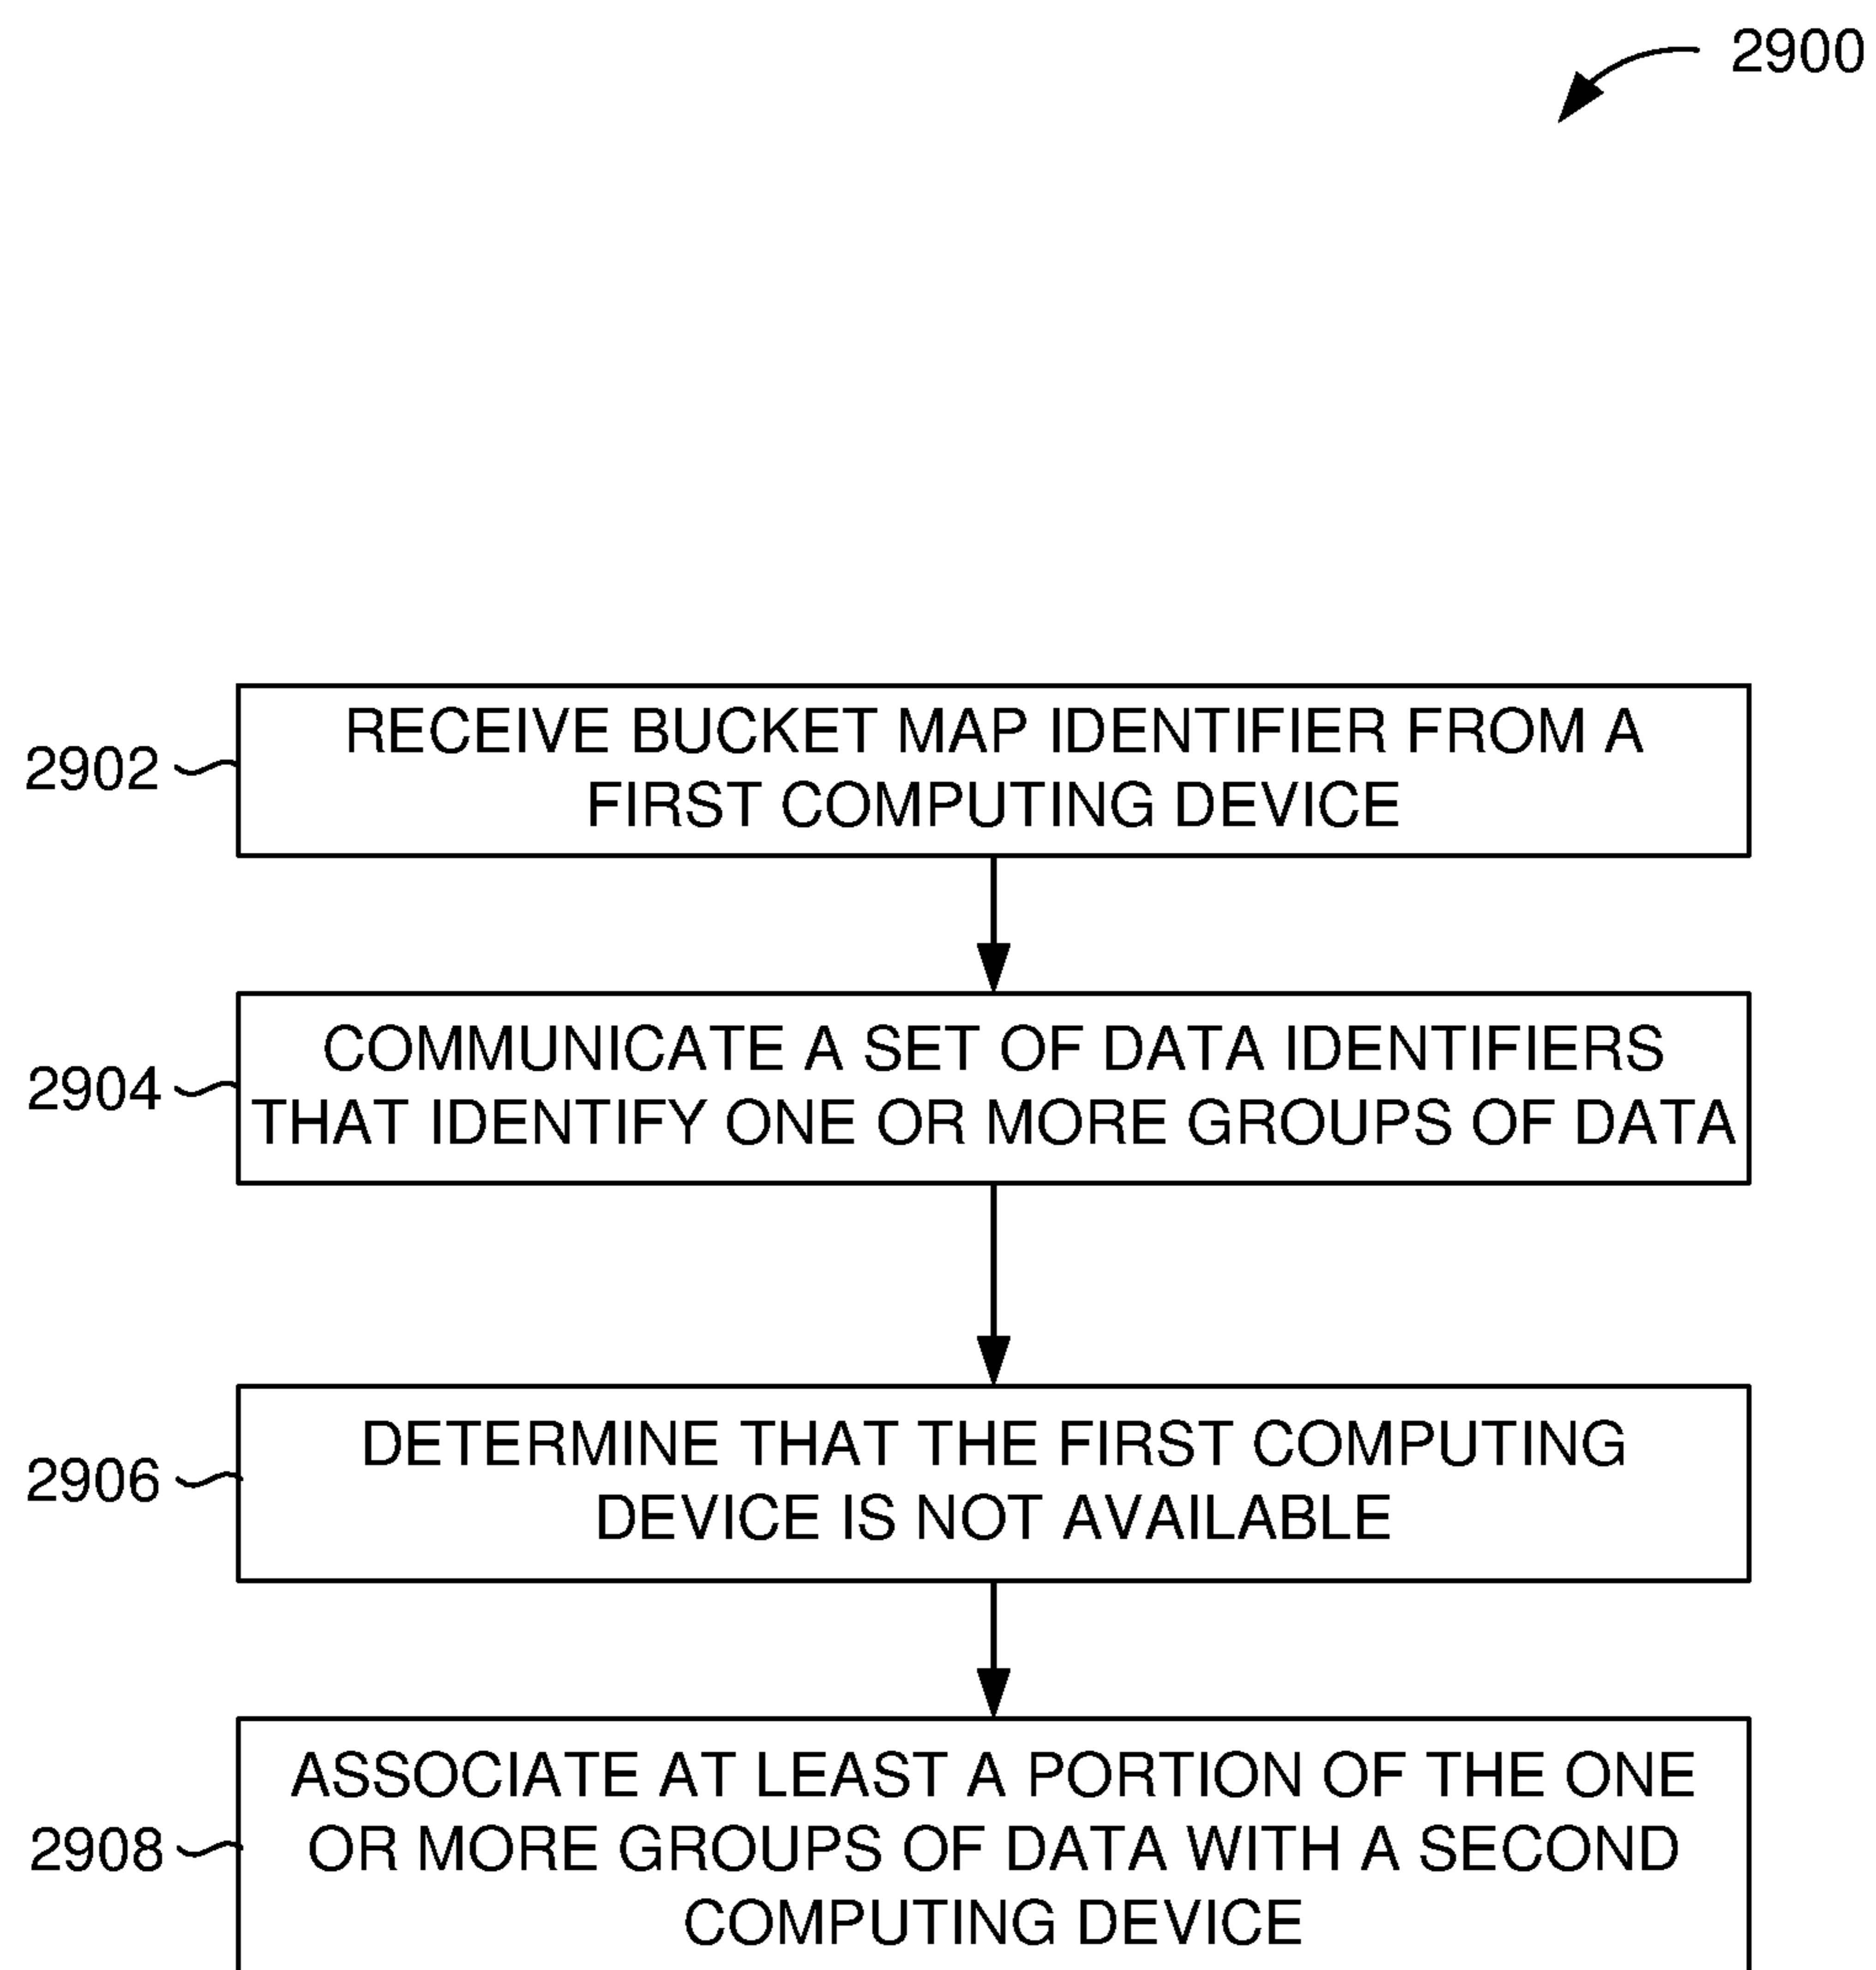 2900
2902
RECEIVE BUCKET MAP IDENTIFIER FROM A
FIRST COMPUTING DEVICE
2904
COMMUNICATE A SET OF DATA IDENTIFIERS
THAT IDENTIFY ONE OR MORE GROUPS OF DATA
2906
DETERMINE THAT THE FIRST COMPUTING
DEVICE IS NOT AVAILABLE
2908
ASSOCIATE AT LEAST A PORTION OF THE ONE
OR MORE GROUPS OF DATA WITH A SECOND
COMPUTING DEVICE